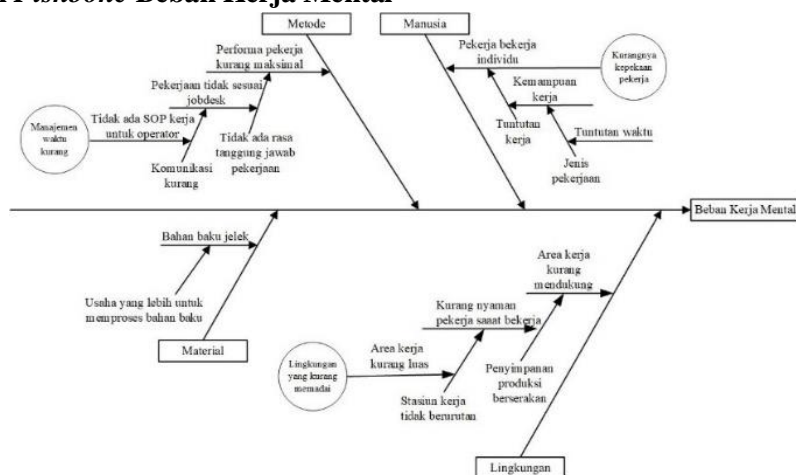 Fishbone Beban Kerja Mental
Metode
Manusia
Performa pekerja
kurang maksimal
Pekerjaan tidak sesuai
jobdesk
Manajemen
waktu
kurang
Tidak ada SOP kerja
untuk operator
Komunikasi
kurang
Tidak ada rasa
tanggung jawab
pekerjaan
Pekerja bekerja
individu
Kurangnya
kepekaan
pekerja
Kemampuan
kerja
Tuntutan
kerja
Tuntutan waktu
Jenis
pekerjaan
Beban Kerja Mental
Bahan baku jelek
Usaha yang lebih untuk
memproses bahan baku
Material
Area kerja
kurang
mendukung
Kurang nyaman
pekerja saaat bekerja
Area kerja
kurang luas
Lingkungan
yang kurang
memadai
Stasiun kerja
tidak berurutan
Penyimpanan
produksi
berserakan
Lingkungan